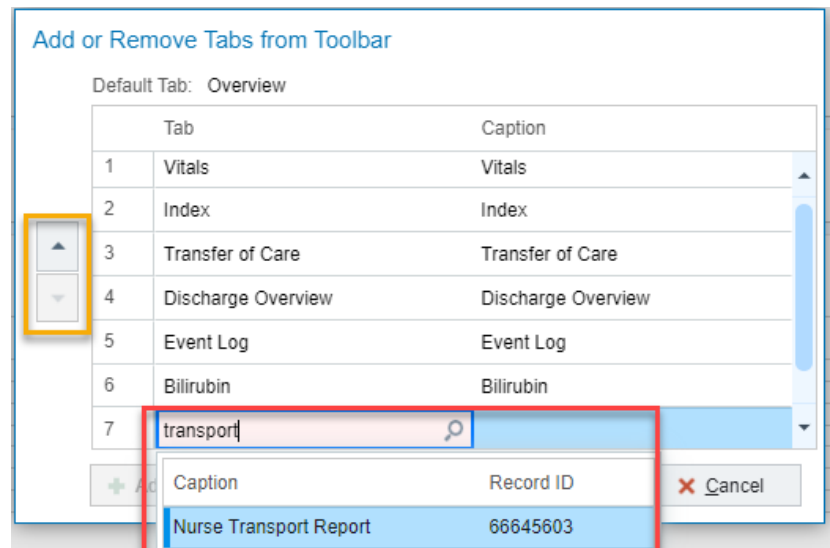 Add or Remove Tabs from Toolbar
Default Tab: Overview
Tab Caption
1 Vitals Vitals
2 Index Index
3 Transfer of Care Transfer of Care
4 Discharge Overview Discharge Overview
5 Event Log Event Log
6 Bilirubin Bilirubin
7 transport
Caption Record ID
Cancel
Nurse Transport Report 66645603